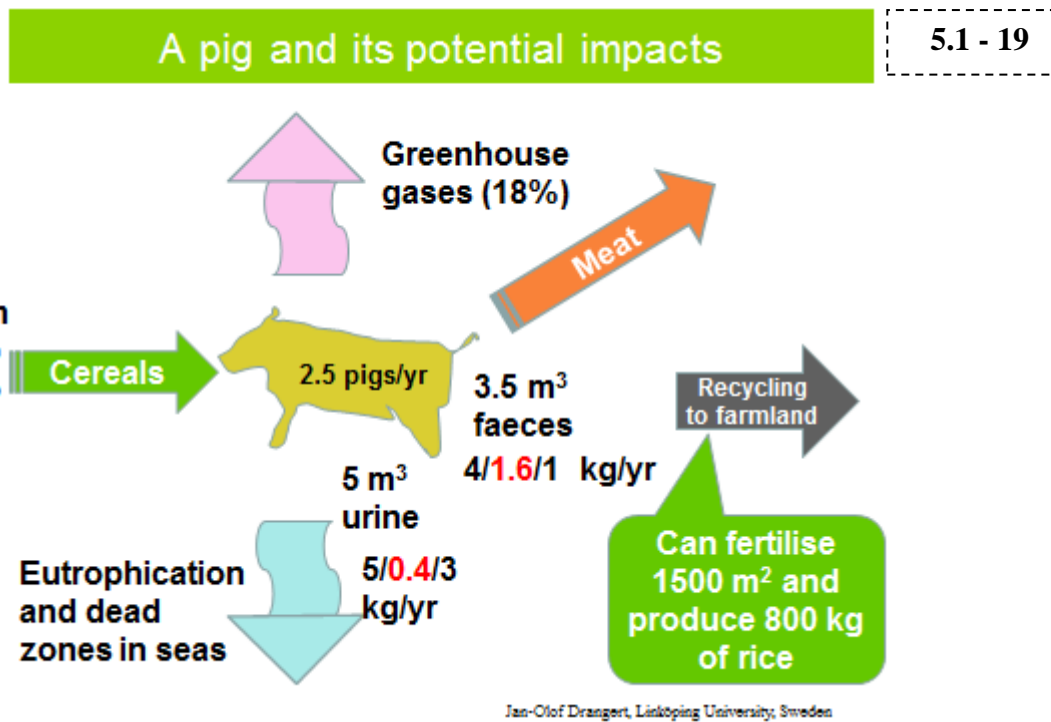 A pig and its potential impacts
5.1 - 19
Greenhouse
gases (18%)
Meat
Cereals
2.5 pigs/yr
3.5 m³
faeces
4/1.6/1 kg/yr
Recycling
to farmland
5 m³
urine
5/0.4/3
kg/yr
Eutrophication
and dead
zones in seas
Can fertilise
1500 m² and
produce 800 kg
of rice
Jan-Olof Drangert, Linköping University, Sweden